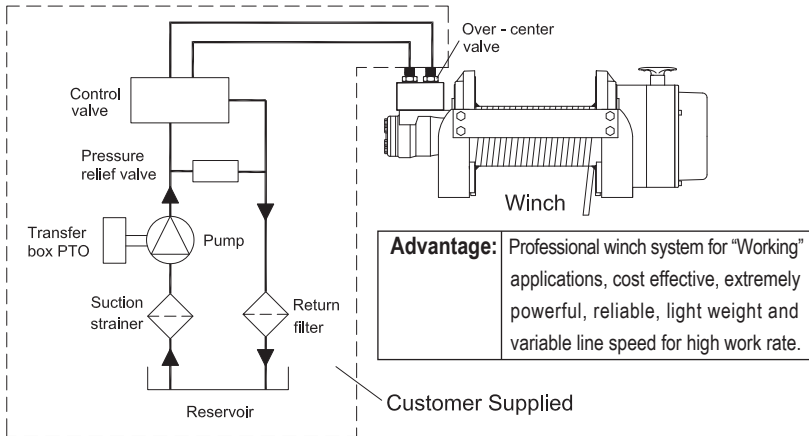 Over - center
valve
Control
valve
Pressure
relief valve
Winch
Transfer
box PTO
Pump
Advantage: Professional winch system for “Working”
applications, cost effective, extremely
powerful, reliable, light weight and
variable line speed for high work rate.
Suction
strainer
Return
filter
Customer Supplied
Reservoir